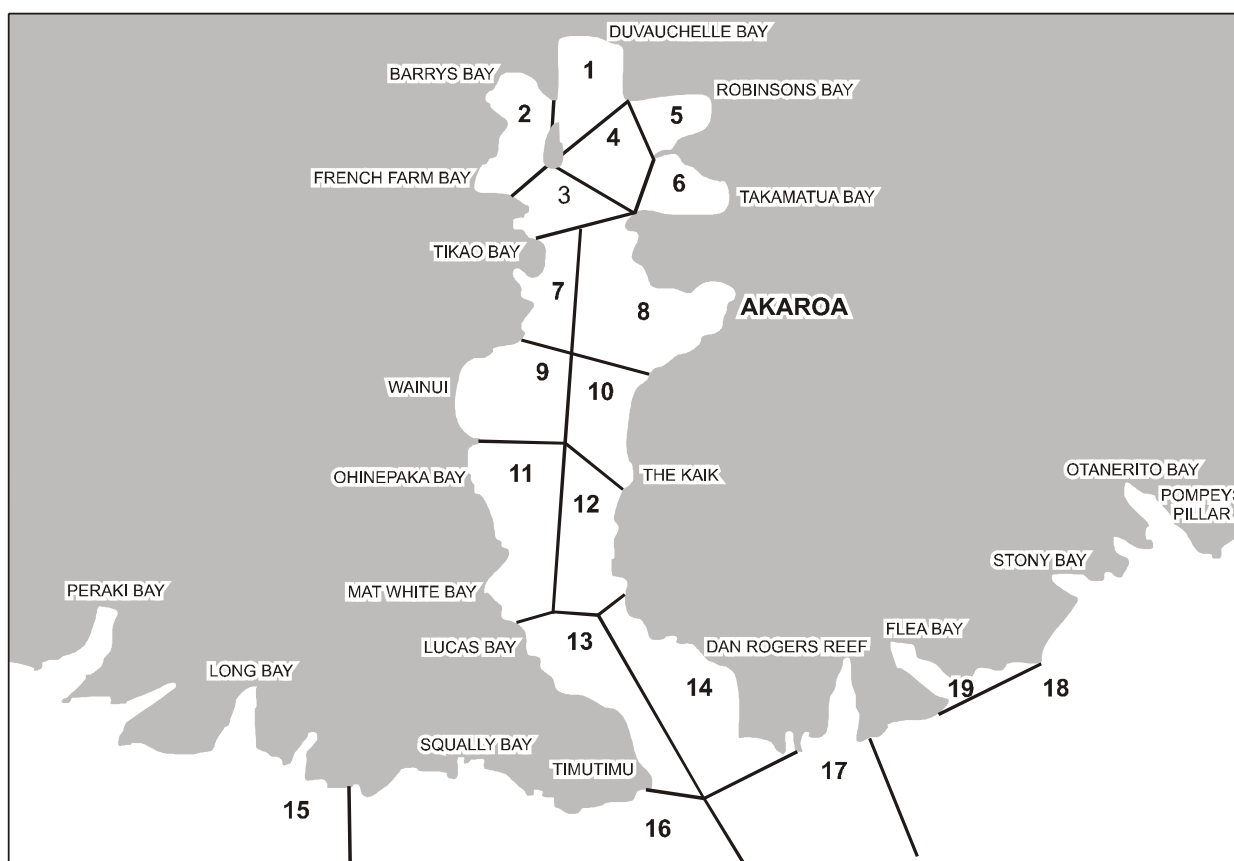 DUVAUCHELLE BAY
1
BARRYS BAY
ROBINSONS BAY
2
5
4
FRENCH FARM BAY
6
3
TAKAMATUA BAY
TIKAO BAY
7
8
AKAROA
9
WAINUI
10
OTANERITO BAY
11
OHINEPAKA BAY
THE KAIK
POMPEYS
PILLAR
12
STONY BAY
PERAKI BAY
MAT WHITE BAY
FLEA BAY
13
LUCAS BAY
DAN ROGERS REEF
LONG BAY
14
19
18
SQUALLY BAY
TIMUTIMU
17
15
16